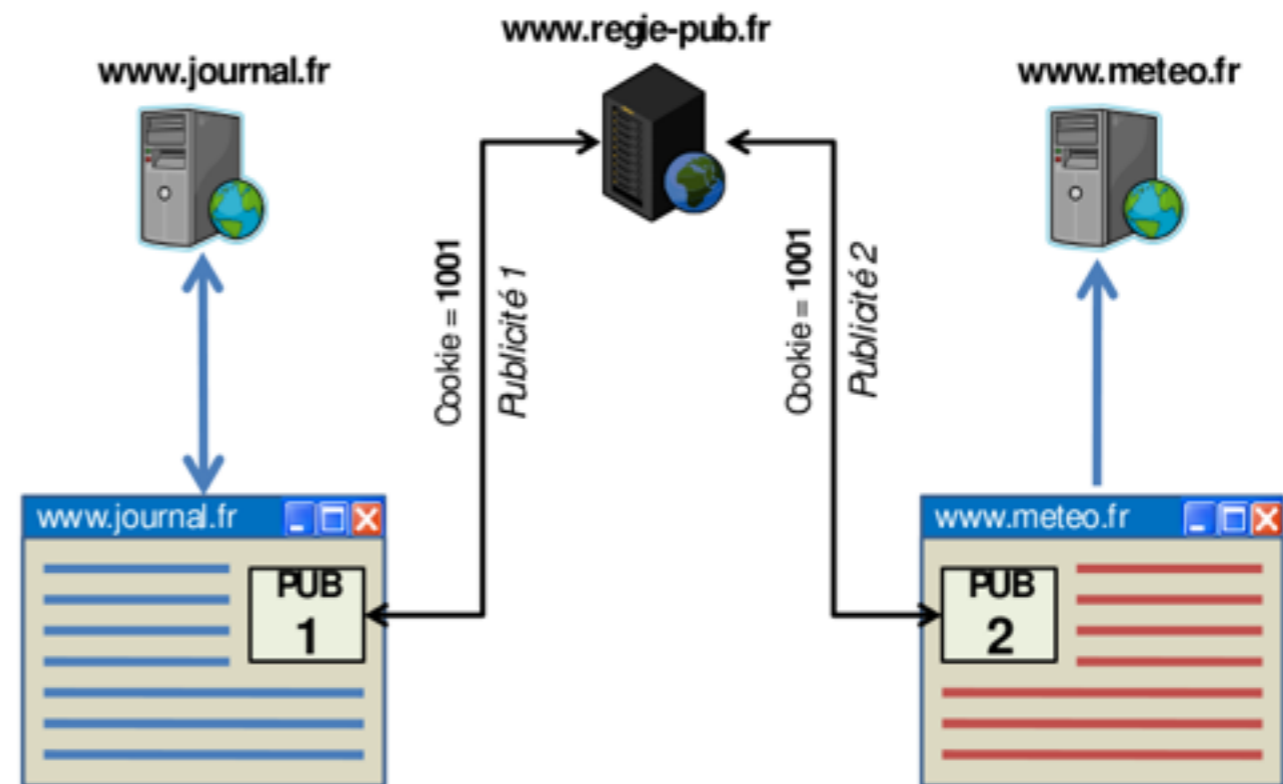 www.regie-pub.fr
www.journal.fr
www.meteo.fr
Cookie = 1001
Publicité 1
Cookie = 1001
Publicité 2
www.journal.fr
PUB
1
www.meteo.fr
PUB
2